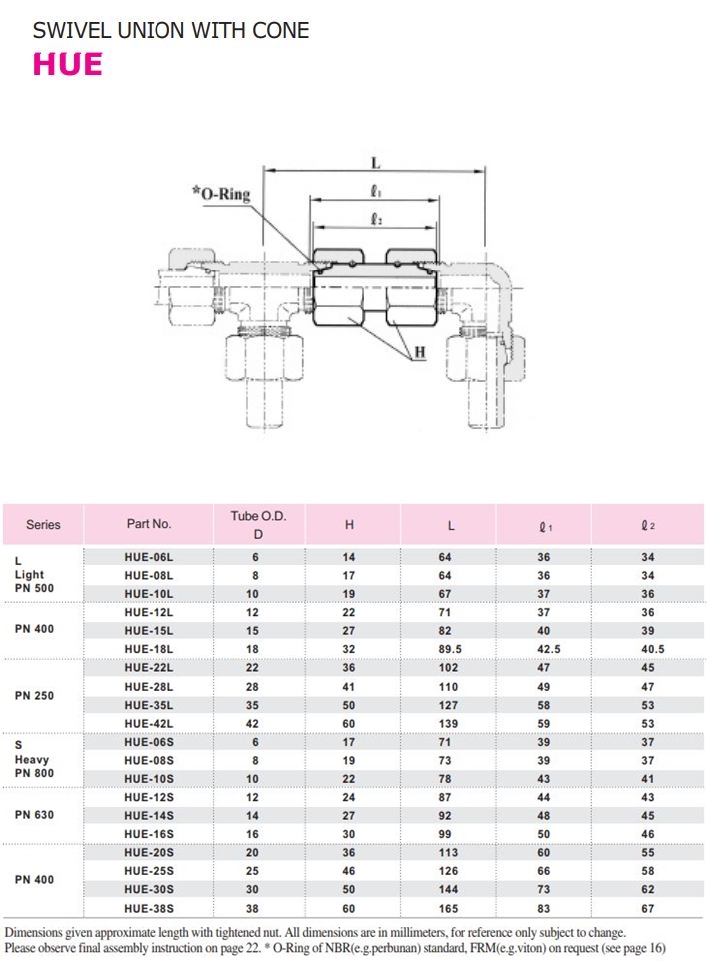 SWIVEL UNION WITH CONE
HUE
L
*O-Ring
ℓ1
ℓ2
H
Series Part No. Tube O.D. D H L ℓ1 ℓ2
L Light PN 500
HUE-06L 6 14 64 36 34
HUE-08L 8 17 64 36 34
HUE-10L 10 19 67 37 36
PN 400
HUE-12L 12 22 71 37 36
HUE-15L 15 27 82 40 39
HUE-18L 18 32 89.5 42.5 40.5
PN 250
HUE-22L 22 36 102 47 45
HUE-28L 28 41 110 49 47
HUE-35L 35 50 127 58 53
HUE-42L 42 60 139 59 53
S Heavy PN 800
HUE-06S 6 17 71 39 37
HUE-08S 8 19 73 39 37
HUE-10S 10 22 78 43 41
PN 630
HUE-12S 12 24 87 44 43
HUE-14S 14 27 92 48 45
HUE-16S 16 30 99 50 46
PN 400
HUE-20S 20 36 113 60 55
HUE-25S 25 46 126 66 58
HUE-30S 30 50 144 73 62
HUE-38S 38 60 165 83 67
Dimensions given approximate length with tightened nut. All dimensions are in millimeters, for reference only subject to change.
Please observe final assembly instruction on page 22. * O-Ring of NBR(e.g.perbunan) standard, FRM(e.g.viton) on request (see page 16)